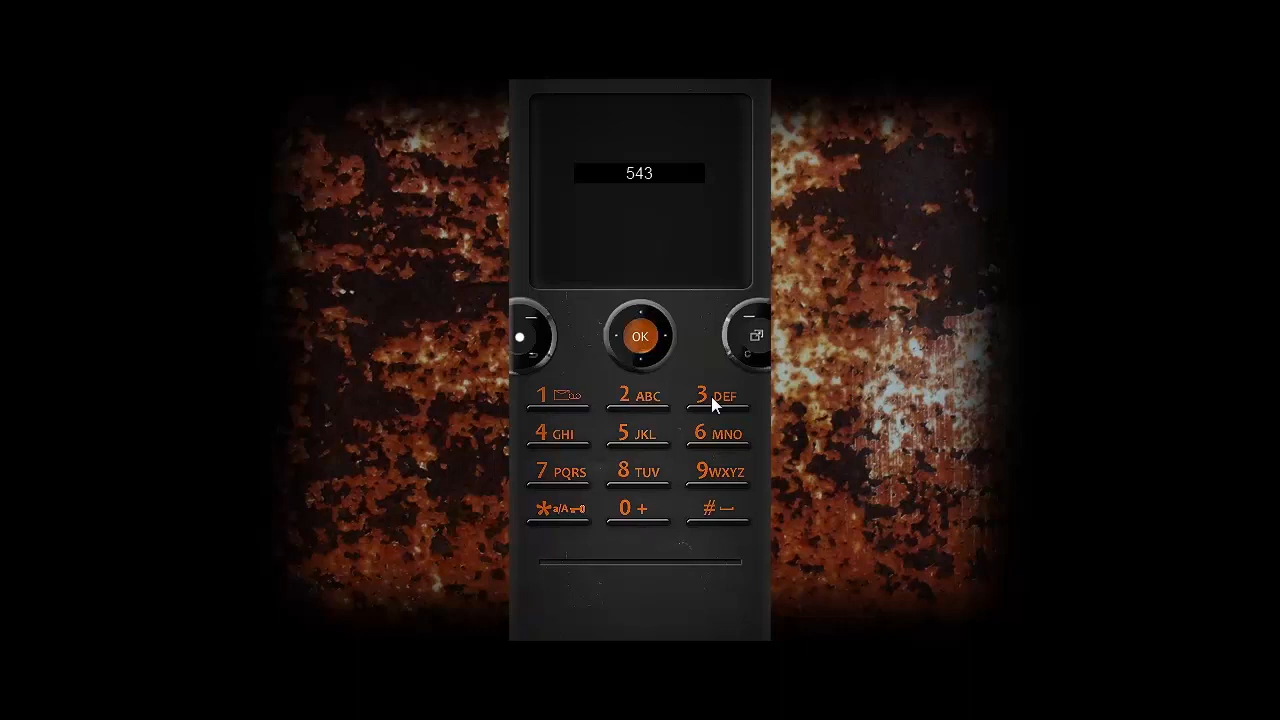 543
OK
1 2 ABC 3 DEF
4 GHI 5 JKL 6 MNO
7 PQRS 8 TUV 9WXYZ
* a/A 0 + #